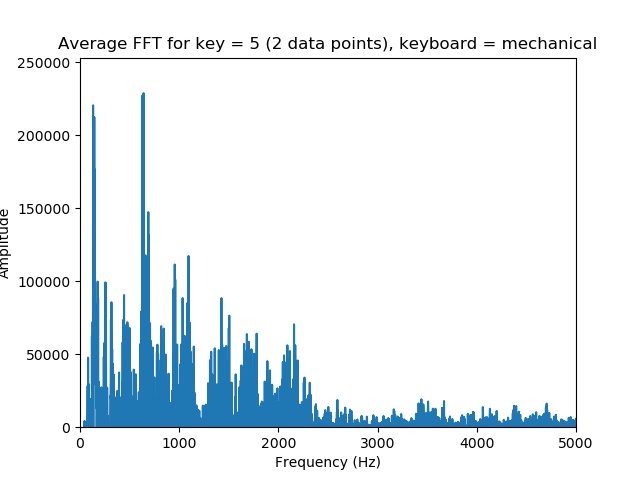 Average FFT for key = 5 (2 data points), keyboard = mechanical
250000
200000
150000
100000
50000
0
Amplitude
0 1000 2000 3000 4000 5000
Frequency (Hz)